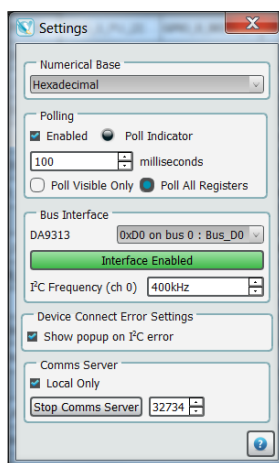 Settings
Numerical Base
Hexadecimal
Polling
Enabled Poll Indicator
100 milliseconds
Poll Visible Only Poll All Registers
Bus Interface
DA9313 0xD0 on bus 0 : Bus_D0
Interface Enabled
I²C Frequency (ch 0) 400kHz
Device Connect Error Settings
Show popup on I²C error
Comms Server
Local Only
Stop Comms Server 32734
?